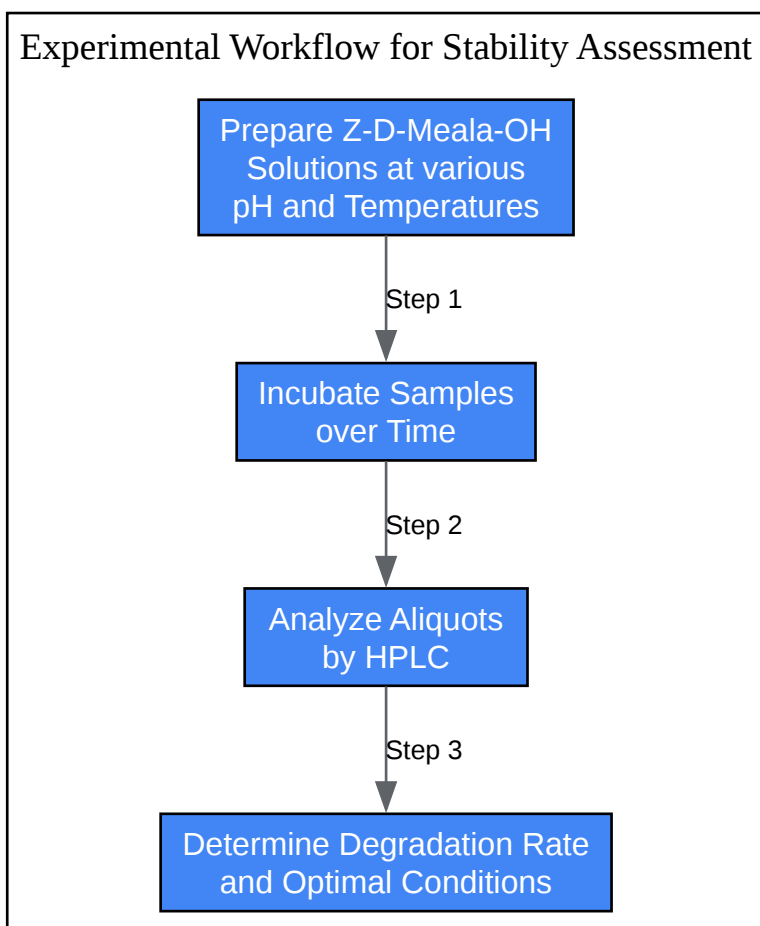 Experimental Workflow for Stability Assessment
Prepare Z-D-Meala-OH
Solutions at various
pH and Temperatures
Step 1
Incubate Samples
over Time
Step 2
Analyze Aliquots
by HPLC
Step 3
Determine Degradation Rate
and Optimal Conditions